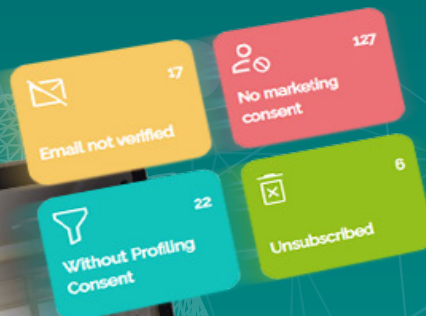 17
Email not verified
127
No marketing
consent
22
Without Profiling
Consent
6
Unsubscribed